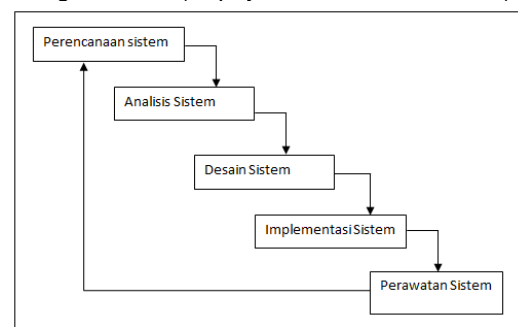 Perencanaan sistem
Analisis Sistem
Desain Sistem
Implementasi Sistem
Perawatan Sistem